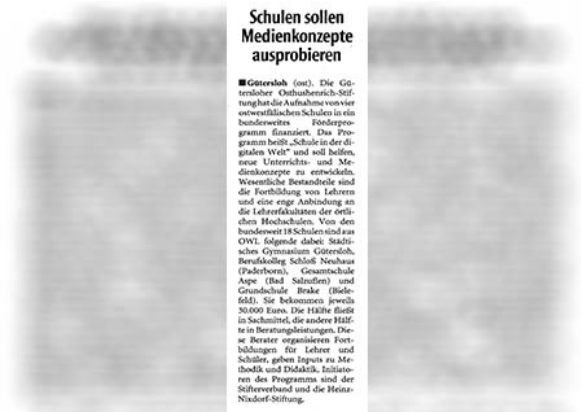 Schulen sollen
Medienkonzepte
ausprobieren
■Gütersloh (ost). Die Gü-
tersloher Osthushenrich-Stif-
tung hat die Aufnahme von vier
ostwestfälischen Schulen in ein
bundesweites Förderpro-
gramm finanziert. Das Pro-
gramm heißt „Schule in der di-
gitalen Welt" und soll helfen,
neue Unterrichts- und Me-
dienkonzepte zu entwickeln.
Wesentliche Bestandteile sind
die Fortbildung von Lehrern
und eine enge Anbindung an
die Lehrerfakultäten der örtli-
chen Hochschulen. Von den
bundesweit 18 Schulen sind aus
OWL folgende dabei: Städti-
sches Gymnasium Gütersloh,
Berufskolleg Schloß Neuhaus
(Paderborn), Gesamtschule
Aspe (Bad Salzuflen) und
Grundschule Brake (Biele-
feld). Sie bekommen jeweils
30.000 Euro. Die Hälfte fließt
in Sachmittel, die andere Hälf-
te in Beratungsleistungen. Die-
se Berater organisieren Fort-
bildungen für Lehrer und
Schüler, geben Inputs zu Me-
thodik und Didaktik. Initiato-
ren des Programms sind der
Stifterverband und die Heinz-
Nixdorf-Stiftung.